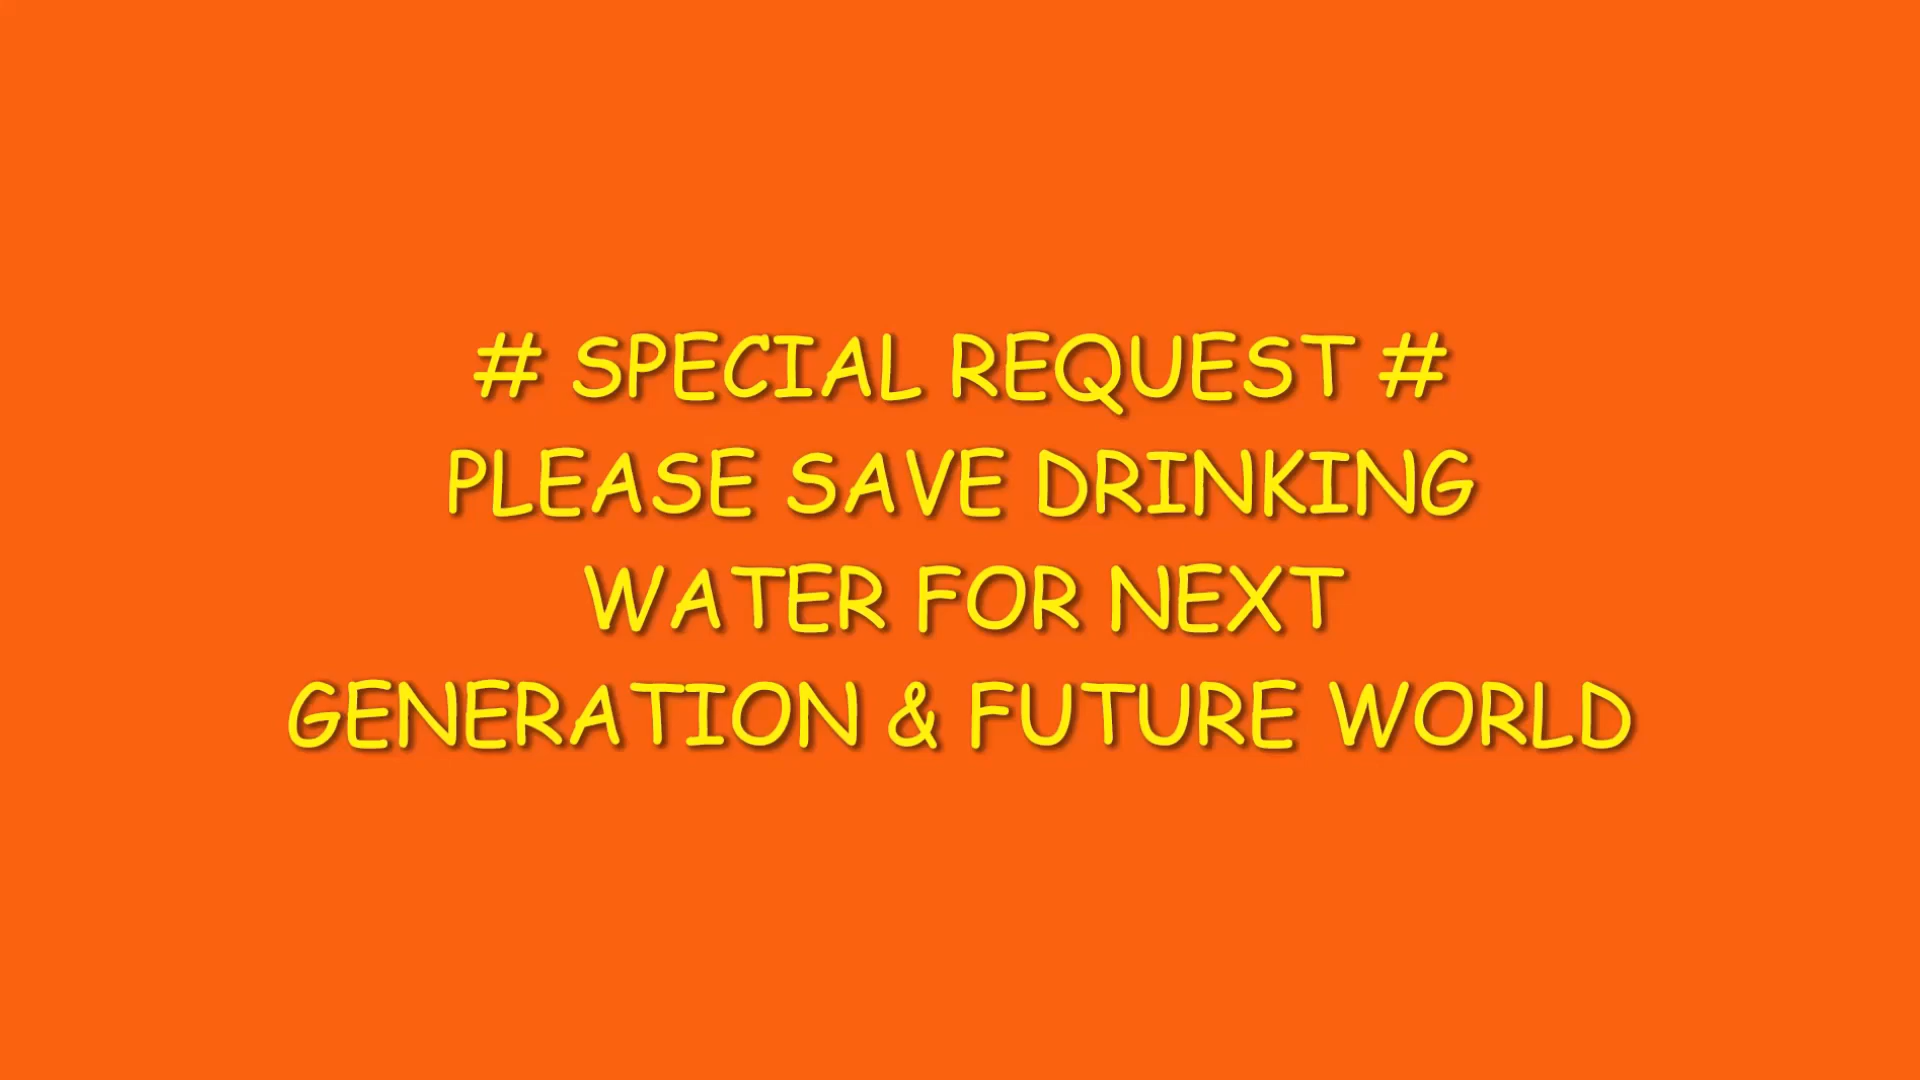 # SPECIAL REQUEST #
PLEASE SAVE DRINKING
WATER FOR NEXT
GENERATION & FUTURE WORLD